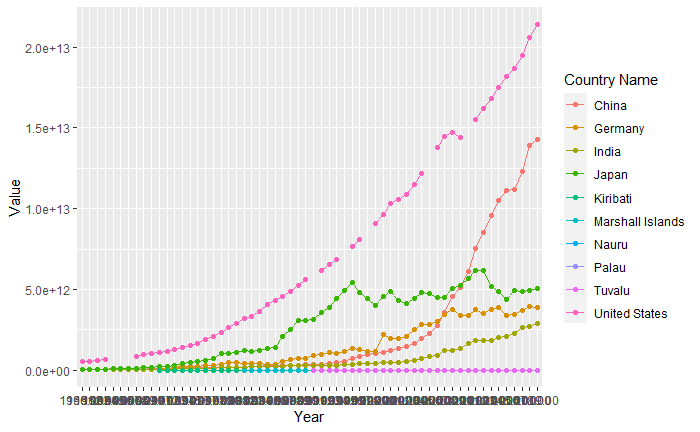 2.0e+13
1.5e+13
1.0e+13
5.0e+12
0.0e+00
Value
Year
Country Name
China
Germany
India
Japan
Kiribati
Marshall Islands
Nauru
Palau
Tuvalu
United States